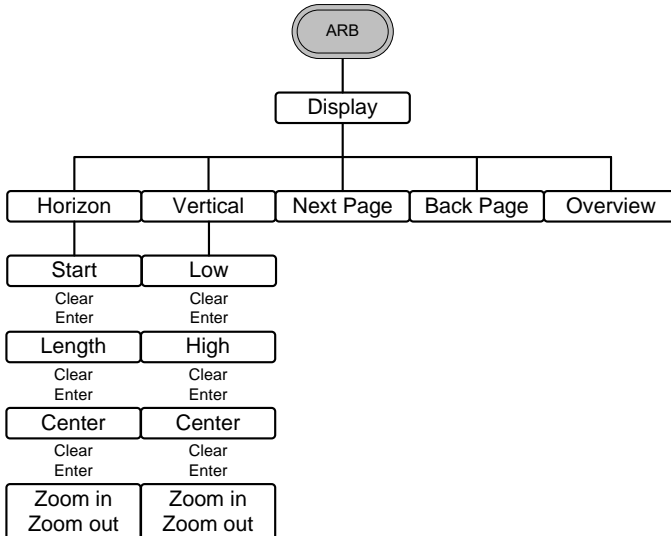 ARB
Display
Horizon Vertical Next Page Back Page Overview
Start Low
Clear Clear
Enter Enter
Length High
Clear Clear
Enter Enter
Center Center
Clear Clear
Enter Enter
Zoom in Zoom in
Zoom out Zoom out